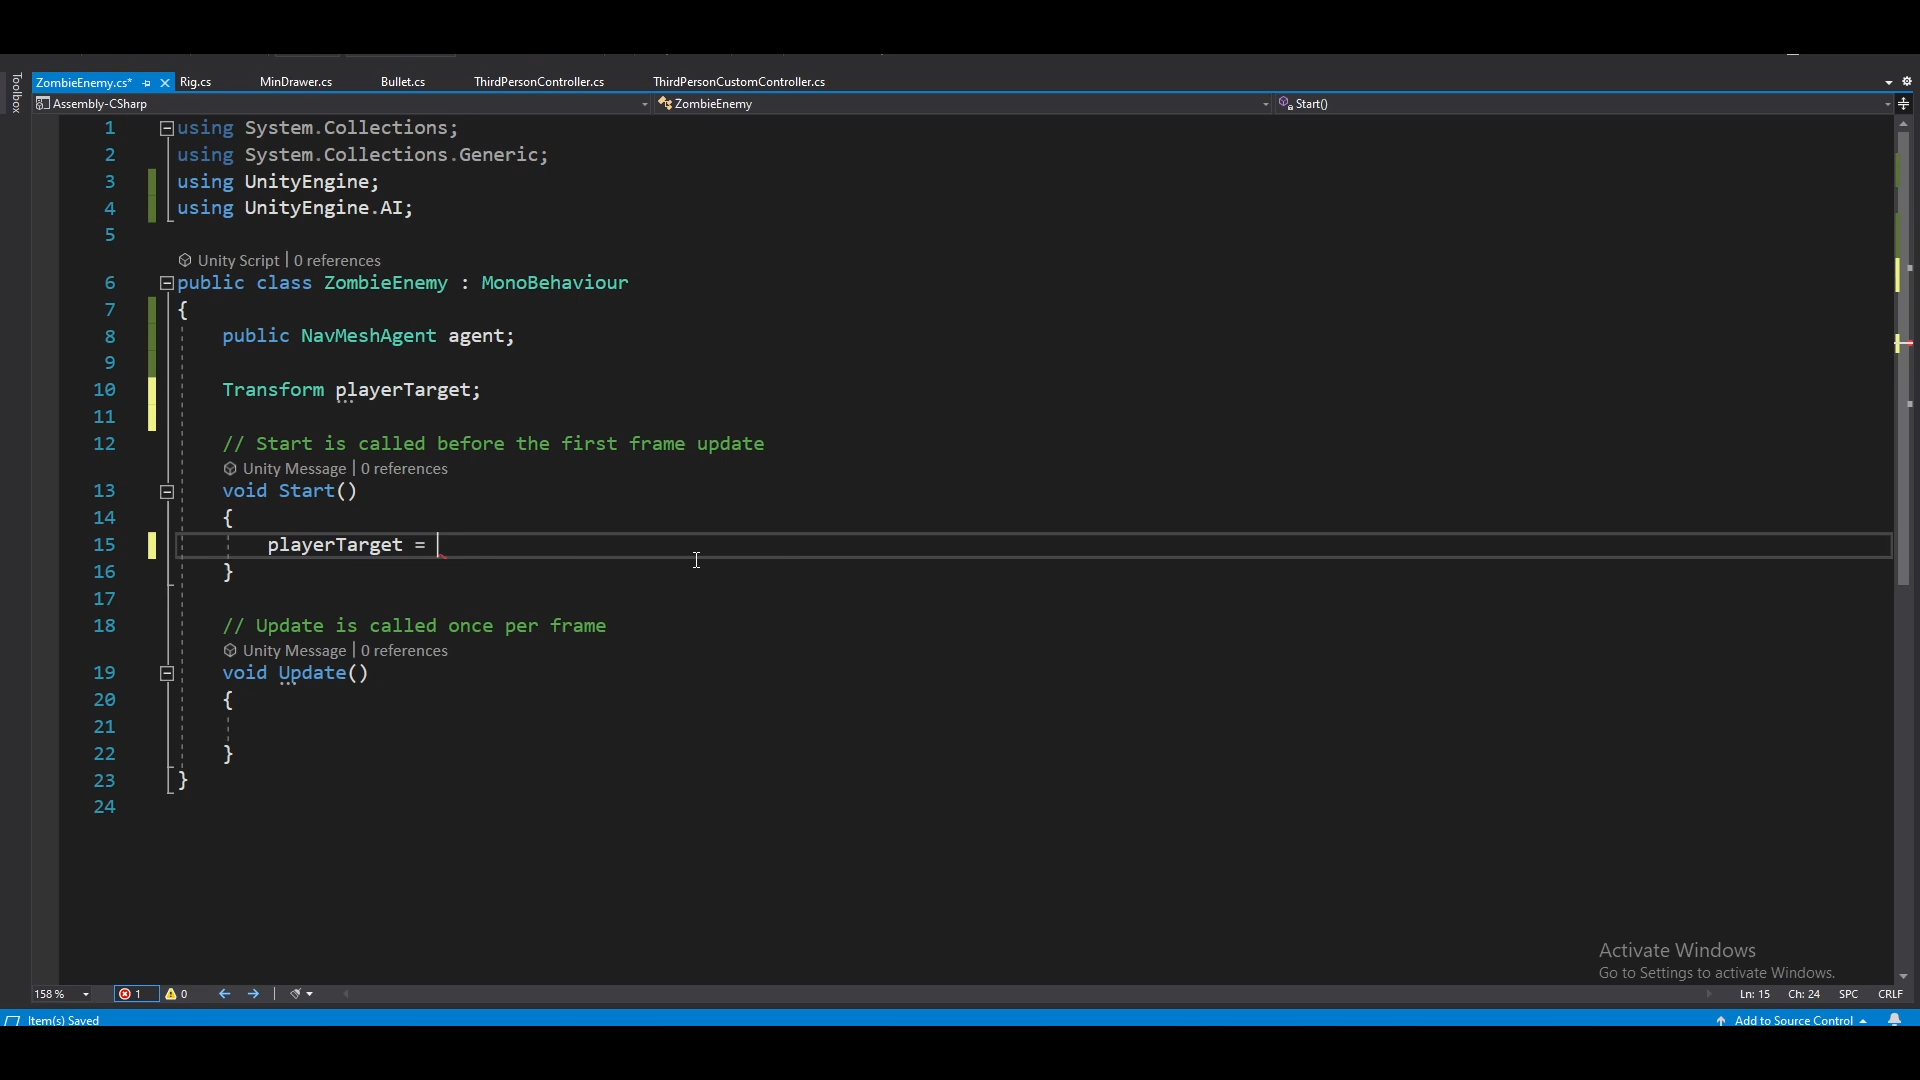 Toolbox
ZombieEnemy.cs* Rig.cs MinDrawer.cs Bullet.cs ThirdPersonController.cs ThirdPersonCustomController.cs
Assembly-CSharp ZombieEnemy Start()
1 using System.Collections;
2 using System.Collections.Generic;
3 using UnityEngine;
4 using UnityEngine.AI;
5
Unity Script | 0 references
6 public class ZombieEnemy : MonoBehaviour
7 {
8 public NavMeshAgent agent;
9
10 Transform playerTarget;
11
12 // Start is called before the first frame update
Unity Message | 0 references
13 void Start()
14 {
15 playerTarget =
16 }
17
18 // Update is called once per frame
Unity Message | 0 references
19 void Update()
20 {
21
22 }
23 }
24
Activate Windows
Go to Settings to activate Windows.
158 % 1 0 Ln: 15 Ch: 24 SPC CRLF
Item(s) Saved Add to Source Control